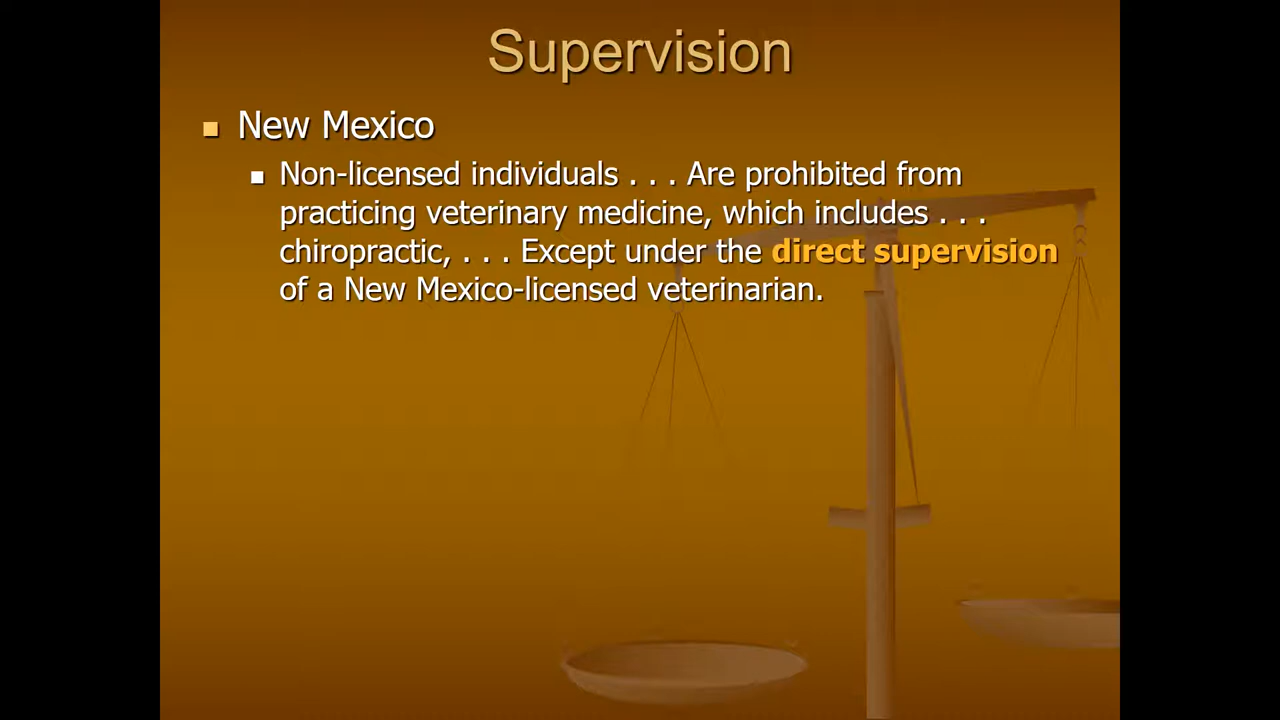 Supervision
New Mexico
Non-licensed individuals . . . Are prohibited from
practicing veterinary medicine, which includes . . .
chiropractic, . . . Except under the direct supervision
of a New Mexico-licensed veterinarian.